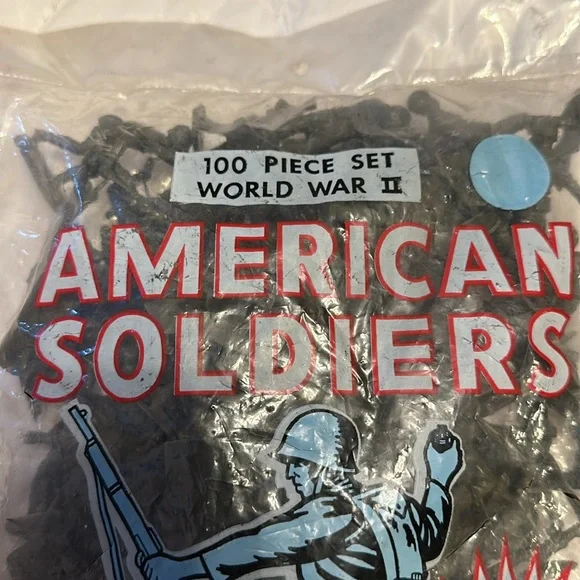 100 PIECE SET
WORLD WAR II
AMERICAN
SOLDIERS